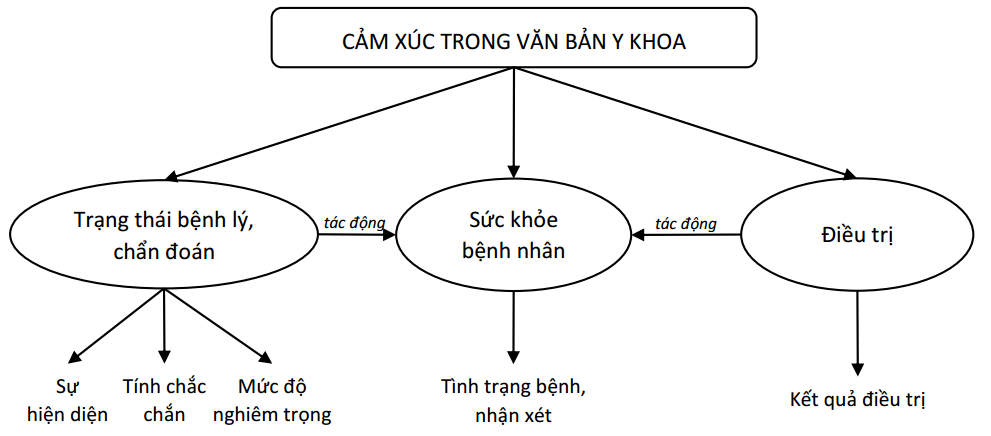 CẢM XÚC TRONG VĂN BẢN Y KHOA
Trạng thái bệnh lý,
chẩn đoán
tác động
Sức khỏe
bệnh nhân
tác động
Điều trị
Sự
hiện diện
Tính chắc
chắn
Mức độ
nghiêm trọng
Tình trạng bệnh,
nhận xét
Kết quả điều trị